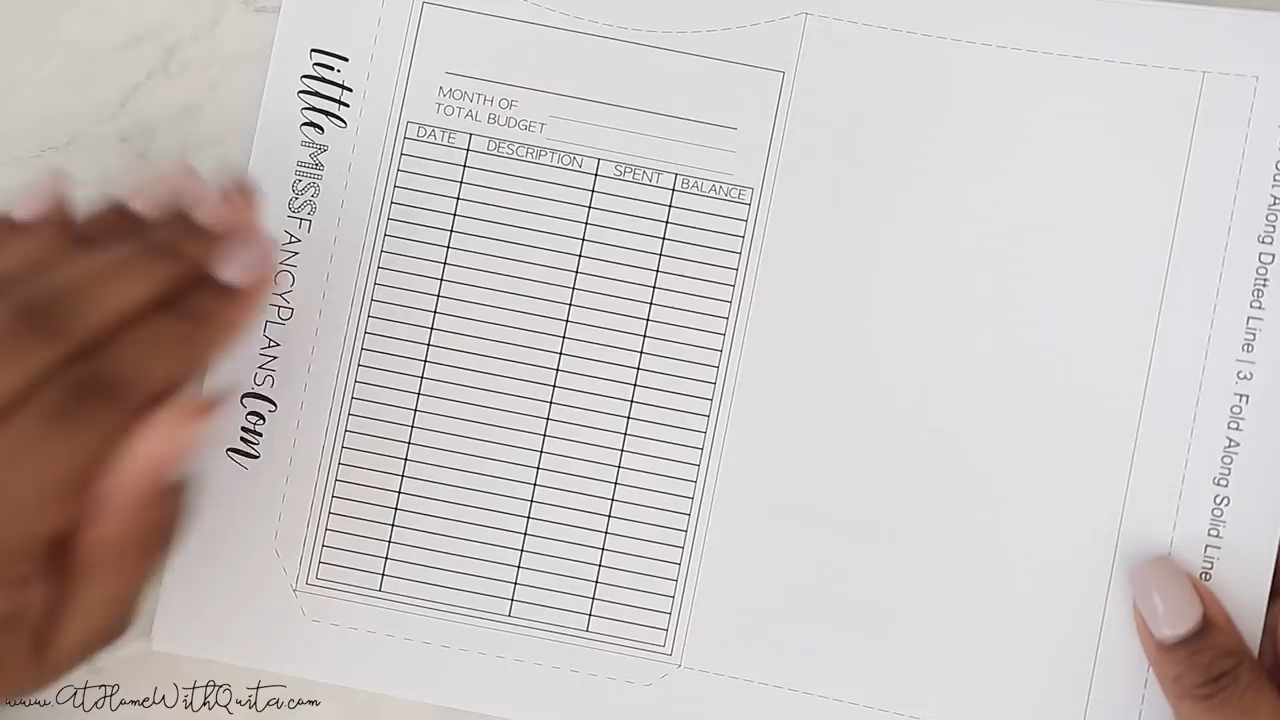 littleMISSFANCYPLANS.Com
MONTH OF
TOTAL BUDGET
DATE DESCRIPTION SPENT BALANCE
Out Along Dotted Line | 3. Fold Along Solid Line
www.AtHomeWithQuita.com